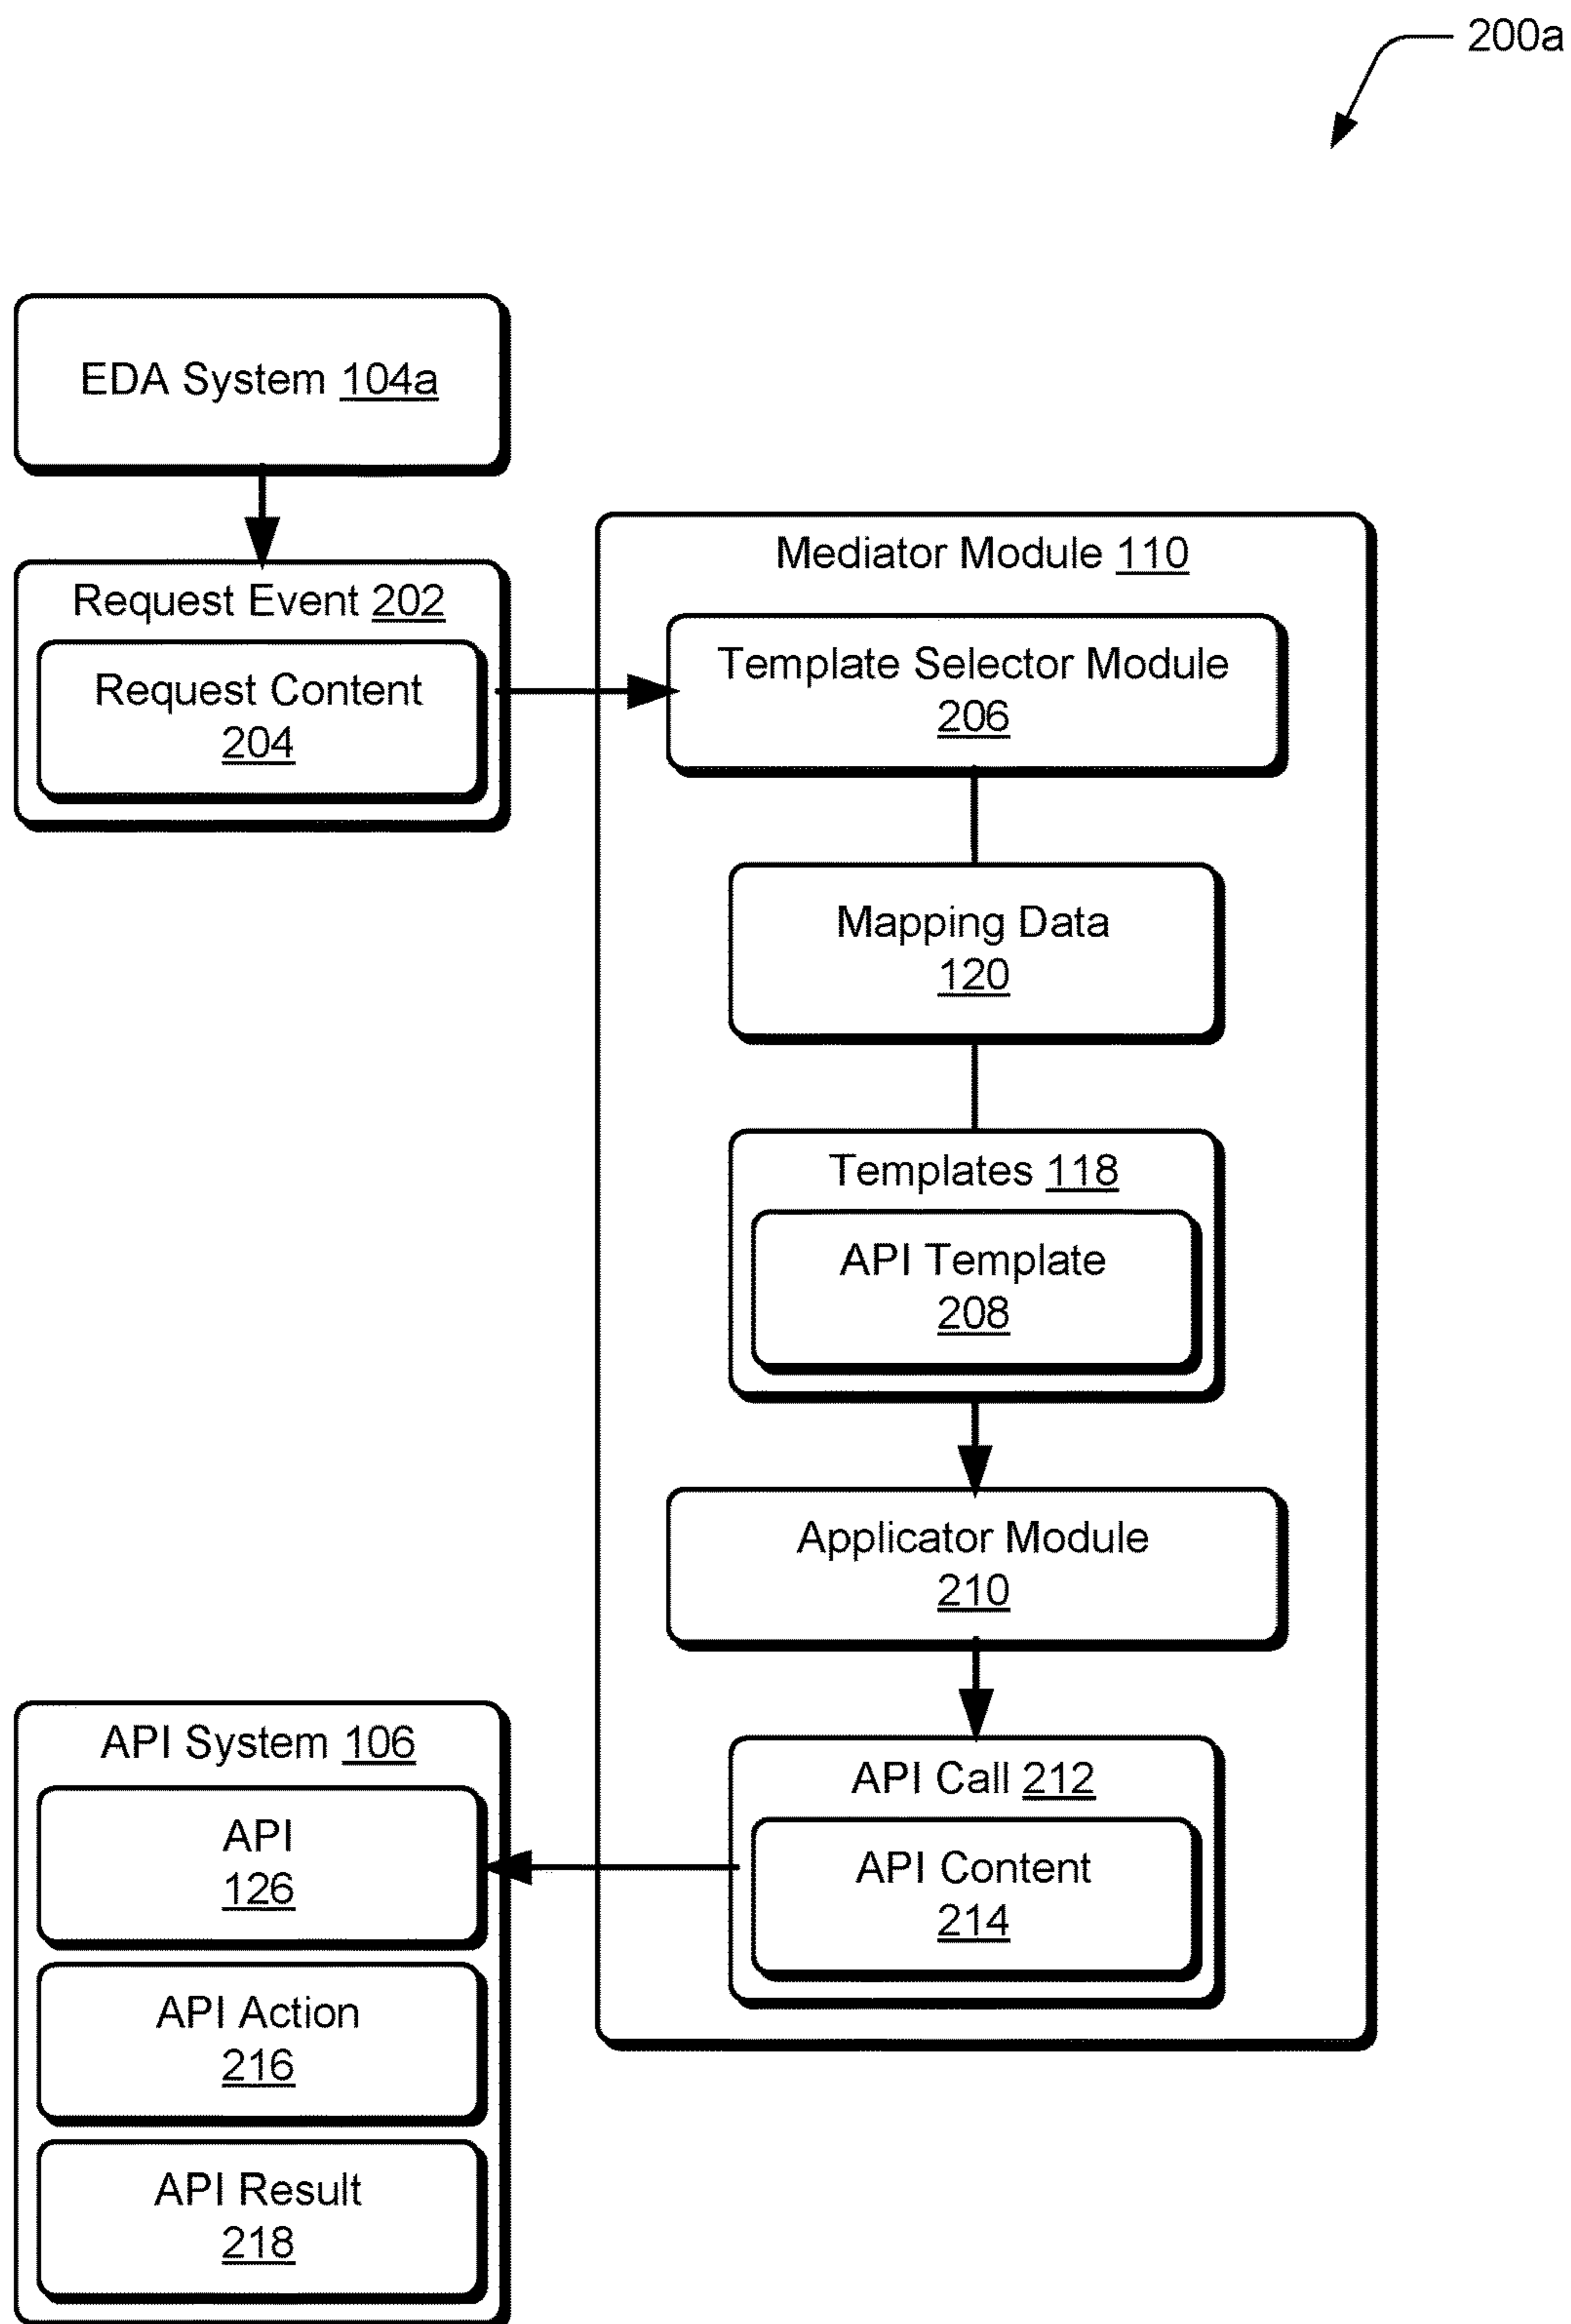 200a
EDA System 104a
Request Event 202
Request Content
204
Mediator Module 110
Template Selector Module
206
Mapping Data
120
Templates 118
API Template
208
Applicator Module
210
API Call 212
API Content
214
API System 106
API
126
API Action
216
API Result
218